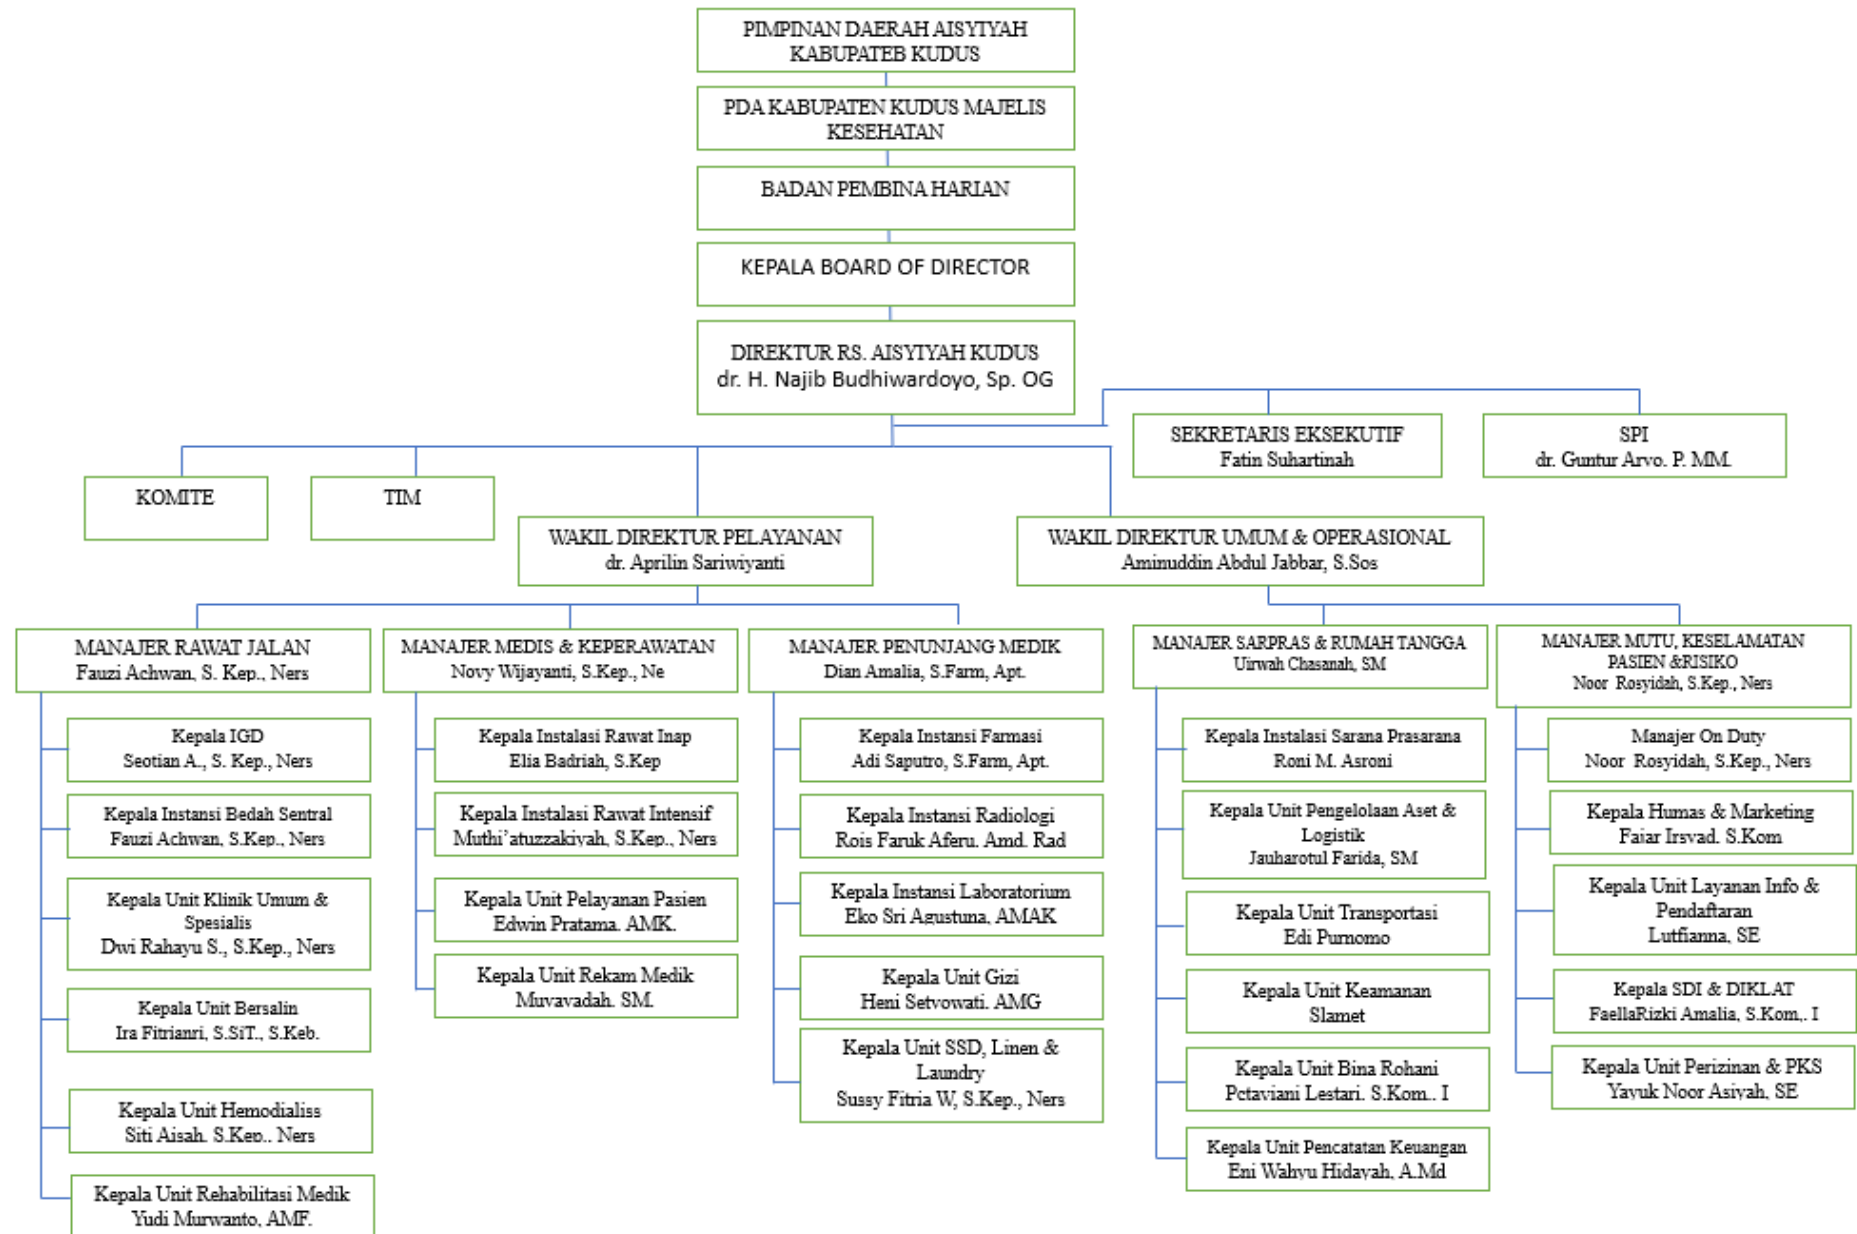 PIMPINAN DAERAH AISYIYAH
KABUPATEB KUDUS
PDA KABUPATEN KUDUS MAJELIS
KESEHATAN
BADAN PEMBINA HARIAN
KEPALA BOARD OF DIRECTOR
DIREKTUR RS. AISYIYAH KUDUS
dr. H. Najib Budhiwardoyo, Sp. OG
SEKRETARIS EKSEKUTIF
Fatin Suhartinah
SPI
dr. Guntur Aryo. P. MM.
KOMITE
TIM
WAKIL DIREKTUR PELAYANAN
dr. Aprilin Sariwiyanti
WAKIL DIREKTUR UMUM & OPERASIONAL
Aminuddin Abdul Jabbar, S.Sos
MANAJER RAWAT JALAN
Fauzi Achwan, S. Kep., Ners
Kepala IGD
Seotian A., S. Kep., Ners
Kepala Instansi Bedah Sentral
Fauzi Achwan, S.Kep., Ners
Kepala Unit Klinik Umum &
Spesialis
Dwi Rahayu S., S.Kep., Ners
Kepala Unit Bersalin
Ira Fitrianri, S.SiT., S.Keb.
Kepala Unit Hemodialiss
Siti Aisah. S.Kep.. Ners
Kepala Unit Rehabilitasi Medik
Yudi Murwanto, AMF.
MANAJER MEDIS & KEPERAWATAN
Novy Wijayanti, S.Kep., Ne
Kepala Instalasi Rawat Inap
Elia Badriah, S.Kep
Kepala Instalasi Rawat Intensif
Muthi’atuzzakiyah, S.Kep., Ners
Kepala Unit Pelayanan Pasien
Edwin Pratama. AMK.
Kepala Unit Rekam Medik
Muyayadah. SM.
MANAJER PENUNJANG MEDIK
Dian Amalia, S.Farm, Apt.
Kepala Instansi Farmasi
Adi Saputro, S.Farm, Apt.
Kepala Instansi Radiologi
Rois Faruk Aferu. Amd. Rad
Kepala Instansi Laboratorium
Eko Sri Agustuna, AMAK
Kepala Unit Gizi
Heni Setyowati. AMG
Kepala Unit SSD, Linen &
Laundry
Sussy Fitria W, S.Kep., Ners
MANAJER SARPRAS & RUMAH TANGGA
Uirwah Chasanah, SM
Kepala Instalasi Sarana Prasarana
Roni M. Asroni
Kepala Unit Pengelolaan Aset &
Logistik
Jauharotul Farida, SM
Kepala Unit Transportasi
Edi Purnomo
Kepala Unit Keamanan
Slamet
Kepala Unit Bina Rohani
Pctaviani Lestari. S.Kom.. I
Kepala Unit Pencatatan Keuangan
Eni Wahyu Hidayah, A.Md
MANAJER MUTU, KESELAMATAN
PASIEN &RISIKO
Noor Rosyidah, S.Kep., Ners
Manajer On Duty
Noor Rosyidah, S.Kep., Ners
Kepala Humas & Marketing
Fajar Irsyad. S.Kom
Kepala Unit Layanan Info &
Pendaftaran
Lutfianna, SE
Kepala SDI & DIKLAT
FaellaRizki Amalia, S.Kom,. I
Kepala Unit Perizinan & PKS
Yayuk Noor Asiyah, SE